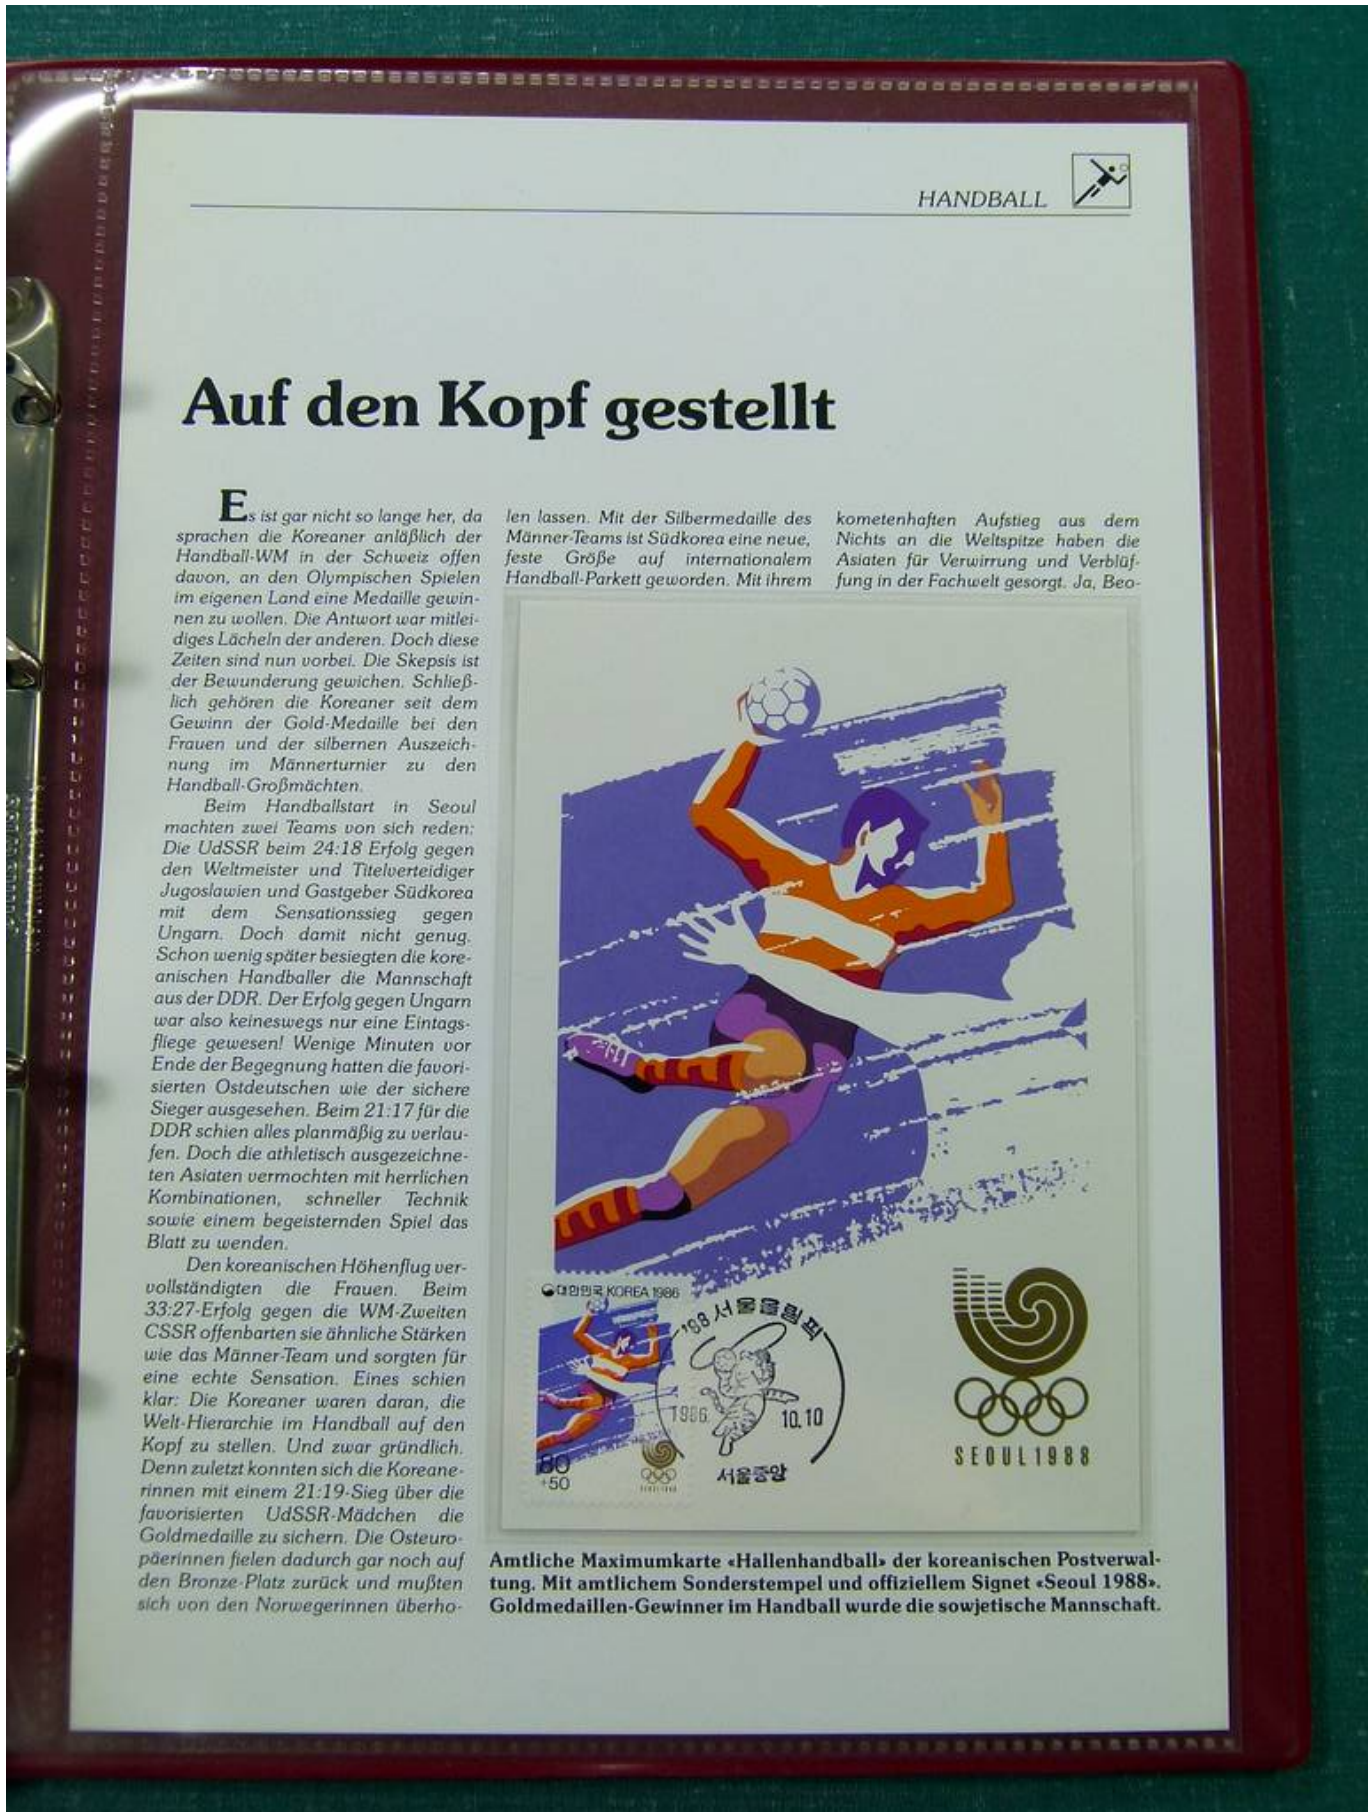 HANDBALL
Auf den Kopf gestellt
Es ist gar nicht so lange her, da
sprachen die Koreaner anläßlich der
Handball-WM in der Schweiz offen
davon, an den Olympischen Spielen
im eigenen Land eine Medaille gewin-
nen zu wollen. Die Antwort war mitlei-
diges Lächeln der anderen. Doch diese
Zeiten sind nun vorbei. Die Skepsis ist
der Bewunderung gewichen. Schließ-
lich gehören die Koreaner seit dem
Gewinn der Gold-Medaille bei den
Frauen und der silbernen Auszeich-
nung im Männerturnier zu den
Handball-Großmächten.
Beim Handballstart in Seoul
machten zwei Teams von sich reden:
Die UdSSR beim 24:18 Erfolg gegen
den Weltmeister und Titelverteidiger
Jugoslawien und Gastgeber Südkorea
mit dem Sensationssieg gegen
Ungarn. Doch damit nicht genug.
Schon wenig später besiegten die kore-
anischen Handballer die Mannschaft
aus der DDR. Der Erfolg gegen Ungarn
war also keineswegs nur eine Eintags-
fliege gewesen! Wenige Minuten vor
Ende der Begegnung hatten die favori-
sierten Ostdeutschen wie der sichere
Sieger ausgesehen. Beim 21:17 für die
DDR schien alles planmäßig zu verlau-
fen. Doch die athletisch ausgezeichne-
ten Asiaten vermochten mit herrlichen
Kombinationen, schneller Technik
sowie einem begeisternden Spiel das
Blatt zu wenden.
Den koreanischen Höhenflug ver-
vollständigten die Frauen. Beim
33:27-Erfolg gegen die WM-Zweiten
CSSR offenbarten sie ähnliche Stärken
wie das Männer-Team und sorgten für
eine echte Sensation. Eines schien
klar: Die Koreaner waren daran, die
Welt-Hierarchie im Handball auf den
Kopf zu stellen. Und zwar gründlich.
Denn zuletzt konnten sich die Koreane-
rinnen mit einem 21:19-Sieg über die
favorisierten UdSSR-Mädchen die
Goldmedaille zu sichern. Die Osteuro-
päerinnen fielen dadurch gar noch auf
den Bronze-Platz zurück und mußten
sich von den Norwegerinnen überho-
len lassen. Mit der Silbermedaille des
Männer-Teams ist Südkorea eine neue,
feste Größe auf internationalem
Handball-Parkett geworden. Mit ihrem
kometenhaften Aufstieg aus dem
Nichts an die Weltspitze haben die
Asiaten für Verwirrung und Verblüf-
fung in der Fachwelt gesorgt. Ja, Beo-
대한민국 KOREA 1986
80
+50
'88 서울올림픽
1986 10.10
서울중앙
SEOUL 1988
Amtliche Maximumkarte «Hallenhandball» der koreanischen Postverwal-
tung. Mit amtlichem Sonderstempel und offiziellem Signet «Seoul 1988».
Goldmedaillen-Gewinner im Handball wurde die sowjetische Mannschaft.